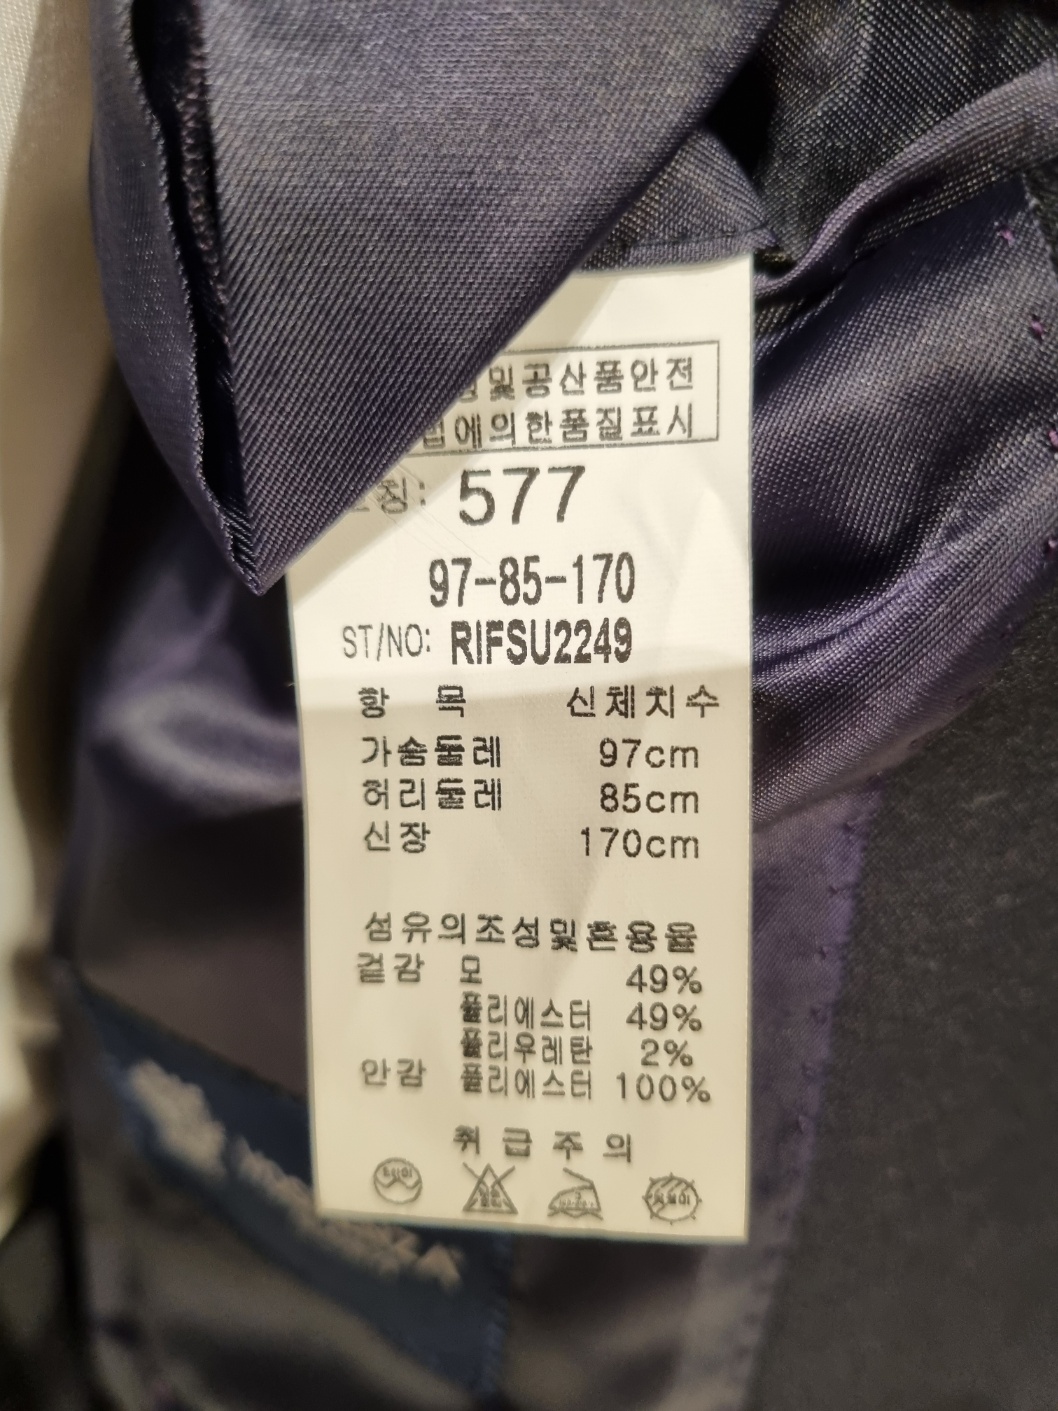 및공산품안전
에의한품질표시
칭: 577
97-85-170
ST/NO: RIFSU2249
항 목 신체치수
가슴둘레 97cm
허리둘레 85cm
신장 170cm
섬유의조성및혼용율
겉감 모 49%
폴리에스터 49%
폴리우레탄 2%
안감 폴리에스터 100%
취급주의
드라이